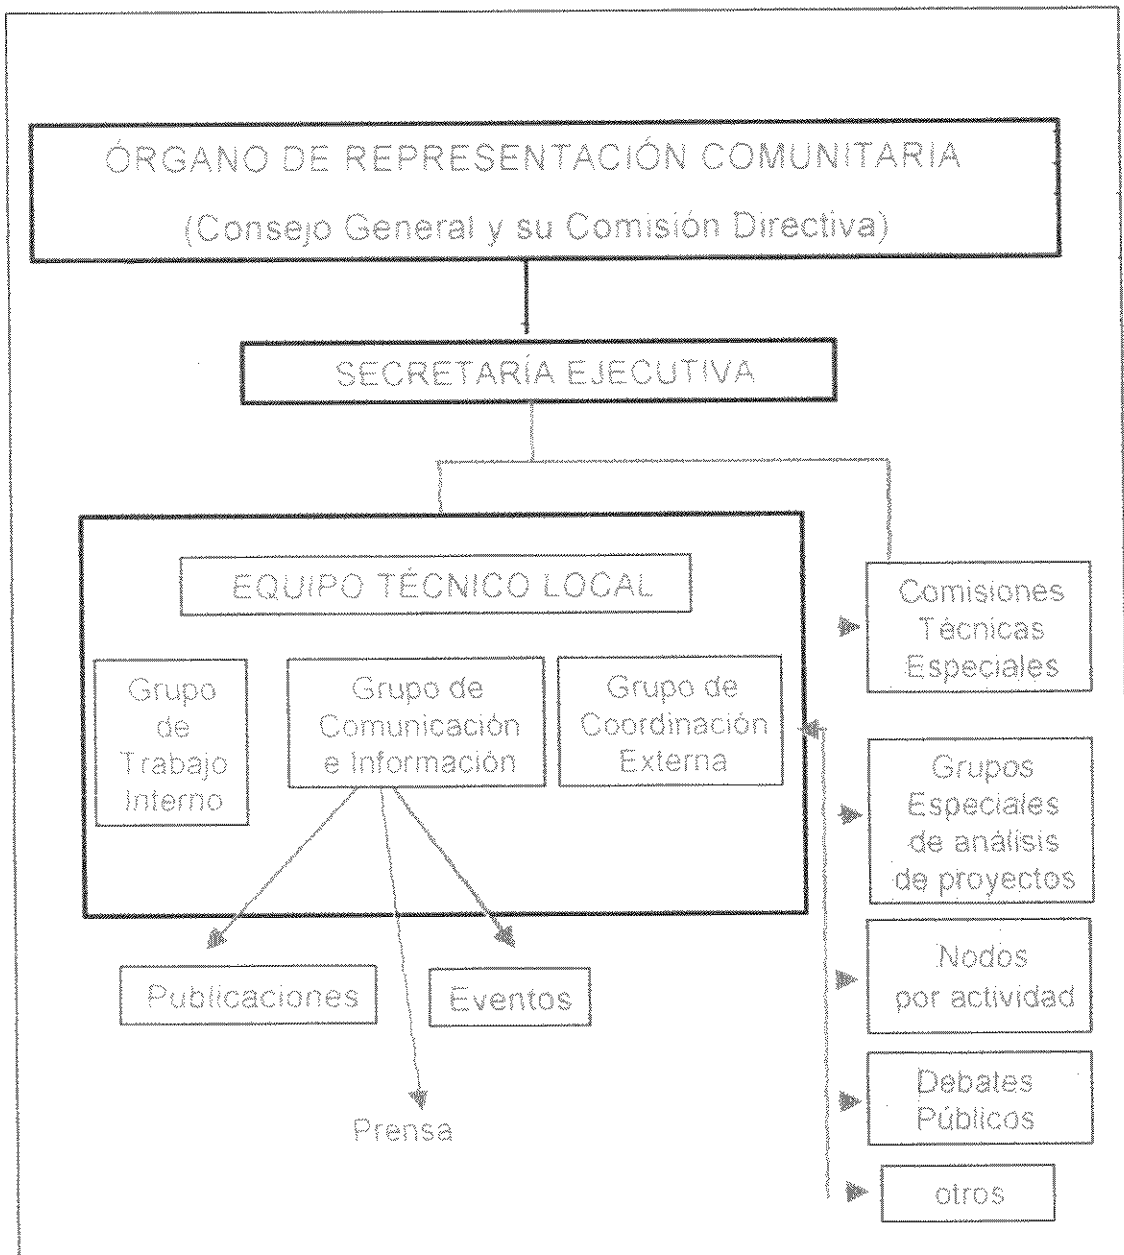 ÓRGANO DE REPRESENTACIÓN COMUNITARIA
(Consejo General y su Comisión Directiva)
SECRETARÍA EJECUTIVA
EQUIPO TÉCNICO LOCAL
Grupo
de
Trabajo
Interno
Grupo de
Comunicación
e Información
Grupo de
Coordinación
Externa
Publicaciones
Eventos
Prensa
Comisiones
Técnicas
Especiales
Grupos
Especiales
de análisis
de proyectos
Nodos
por actividad
Debates
Públicos
otros